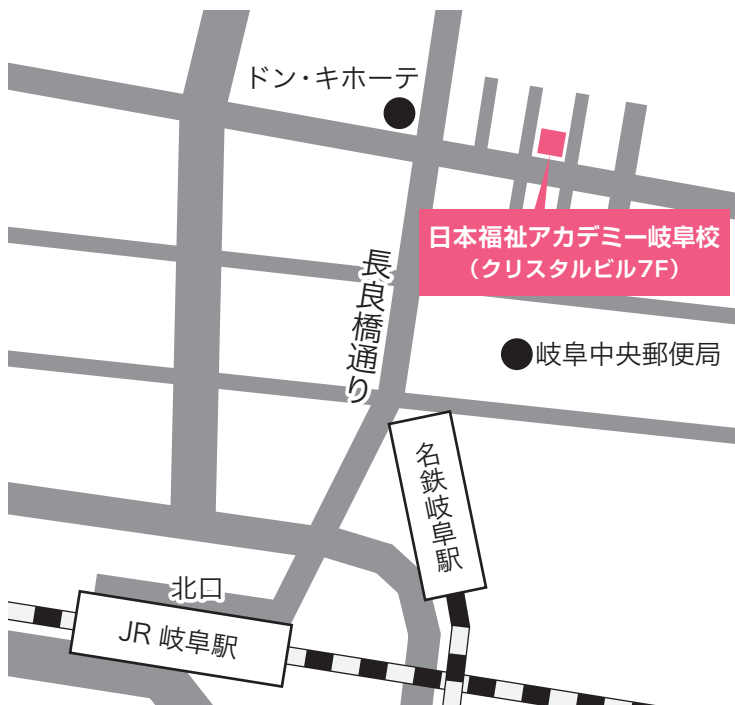 ドン・キホーテ
日本福祉アカデミー岐阜校
（クリスタルビル7F）
長良橋通り
岐阜中央郵便局
名鉄岐阜駅
北口
JR 岐阜駅